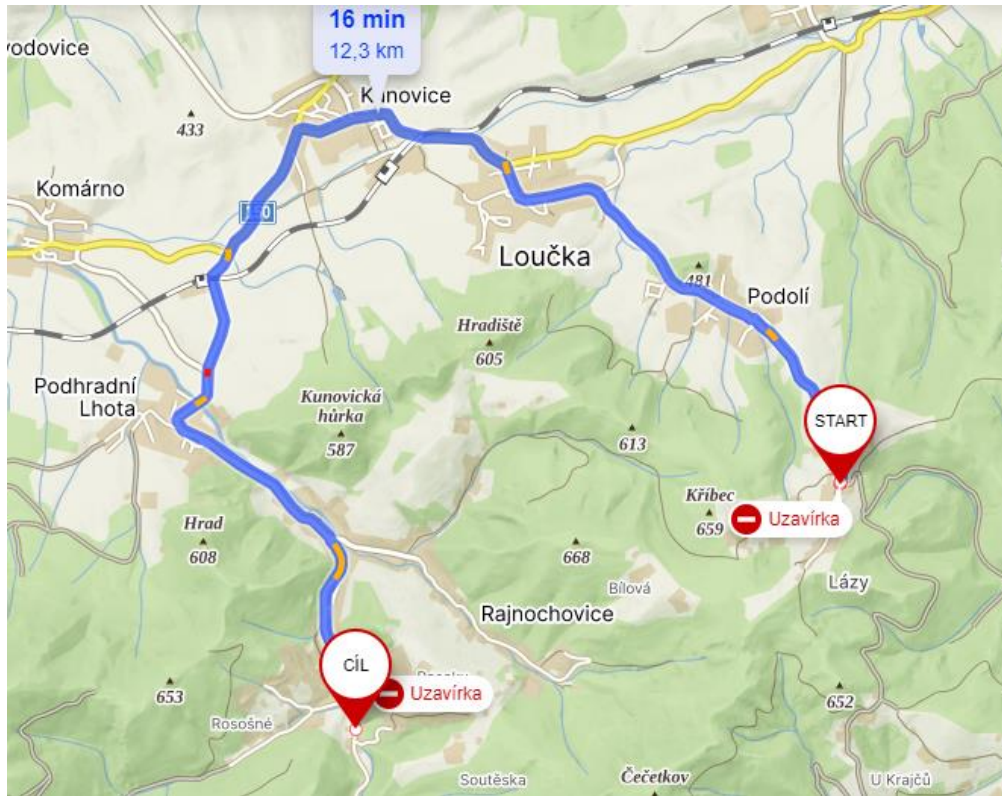 16 min
12,3 km
vodovice
Kunovice
433
Komárno
150
Loučka
481
Podolí
Hradiště
605
Podhradní
Lhota
Kunovická
hůrka
587
START
613
Hrad
608
Kříbec
659
Uzavírka
668
Bílová
Lázy
Rajnochovice
CÍL
Uzavírka
653
652
Rosošné
Soutěska
Čečetkov
U Krajčů